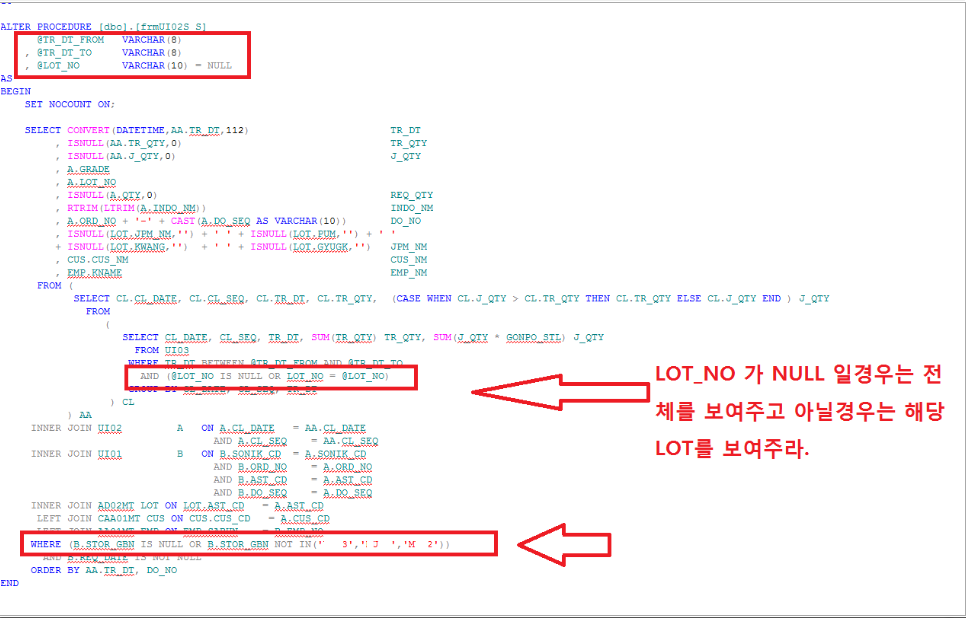 ALTER PROCEDURE [dbo].[frmUI02S_S]
@TR_DT_FROM VARCHAR(8)
, @TR_DT_TO VARCHAR(8)
, @LOT_NO VARCHAR(10) = NULL
AS
BEGIN
SET NOCOUNT ON;
SELECT CONVERT(DATETIME,AA.TR_DT,112) TR_DT
, ISNULL(AA.TR_QTY,0) TR_QTY
, ISNULL(AA.J_QTY,0) J_QTY
, A.GRADE
, A.LOT_NO
, ISNULL(A.QTY,0) REQ_QTY
, RTRIM(LTRIM(A.INDO_NM)) INDO_NM
, A.ORD_NO + '-' + CAST(A.DO_SEQ AS VARCHAR(10)) DO_NO
, ISNULL(LOT.JPM_NM,'') + ' ' + ISNULL(LOT.PUM,'') + ' '
+ ISNULL(LOT.KWANG,'') + ' ' + ISNULL(LOT.GYUGK,'') JPM_NM
, CUS.CUS_NM CUS_NM
, EMP.KNAME EMP_NM
FROM (
SELECT CL.CL_DATE, CL.CL_SEQ, CL.TR_DT, CL.TR_QTY, (CASE WHEN CL.J_QTY > CL.TR_QTY THEN CL.TR_QTY ELSE CL.J_QTY END ) J_QTY
FROM
(
SELECT CL_DATE, CL_SEQ, TR_DT, SUM(TR_QTY) TR_QTY, SUM(J_QTY * GONPO_STL) J_QTY
FROM UI03
WHERE TR_DT BETWEEN @TR_DT_FROM AND @TR_DT_TO
AND (@LOT_NO IS NULL OR LOT_NO = @LOT_NO)
GROUP BY CL_DATE, CL_SEQ, TR_DT
) CL
) AA
INNER JOIN UI02 A ON A.CL_DATE = AA.CL_DATE
AND A.CL_SEQ = AA.CL_SEQ
INNER JOIN UI01 B ON B.SONIK_CD = A.SONIK_CD
AND B.ORD_NO = A.ORD_NO
AND B.AST_CD = A.AST_CD
AND B.DO_SEQ = A.DO_SEQ
INNER JOIN AD02MT LOT ON LOT.AST_CD = A.AST_CD
LEFT JOIN CAA01MT CUS ON CUS.CUS_CD = A.CUS_CD
LEFT JOIN AA01MT EMP ON EMP.SABUN = B.EMP_NO
WHERE (B.STOR_GBN IS NULL OR B.STOR_GBN NOT IN(' 3',' J ','M 2'))
AND B.REQ_DATE IS NOT NULL
ORDER BY AA.TR_DT, DO_NO
END
LOT_NO 가 NULL 일경우는 전
체를 보여주고 아닐경우는 해당
LOT를 보여주라.